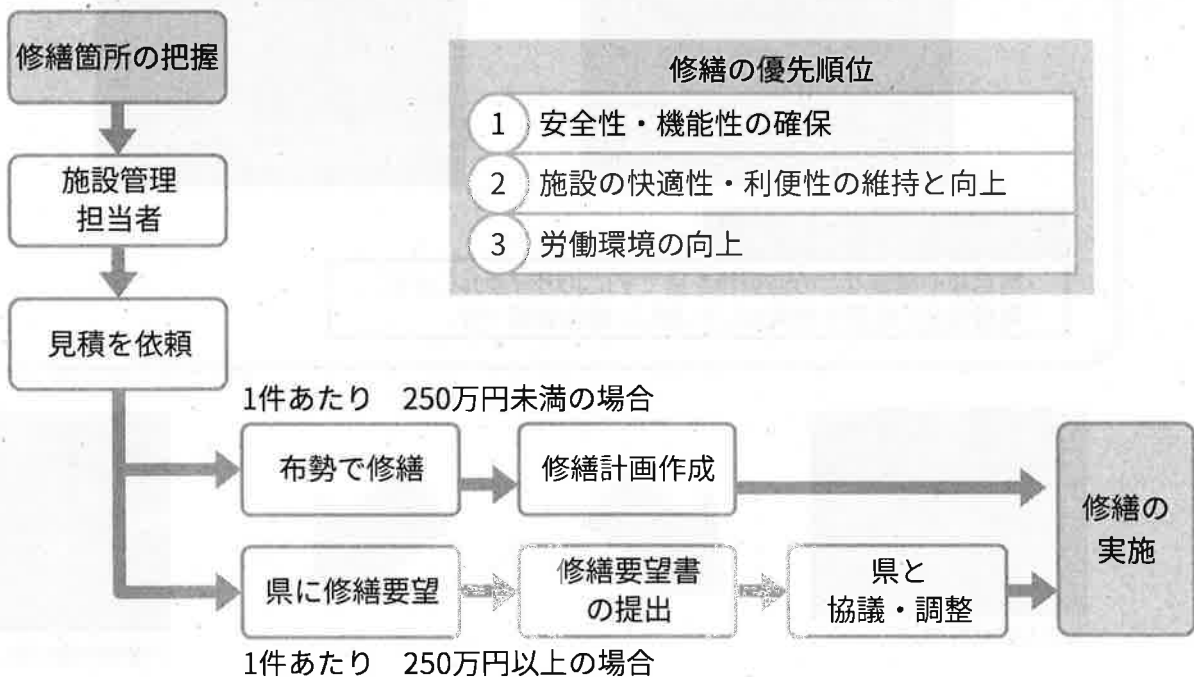 修繕箇所の把握
施設管理
担当者
見積を依頼
修繕の優先順位
1 安全性・機能性の確保
2 施設の快適性・利便性の維持と向上
3 労働環境の向上
1件あたり　250万円未満の場合
布勢で修繕
修繕計画作成
県に修繕要望
修繕要望書
の提出
県と
協議・調整
1件あたり　250万円以上の場合
修繕の
実施